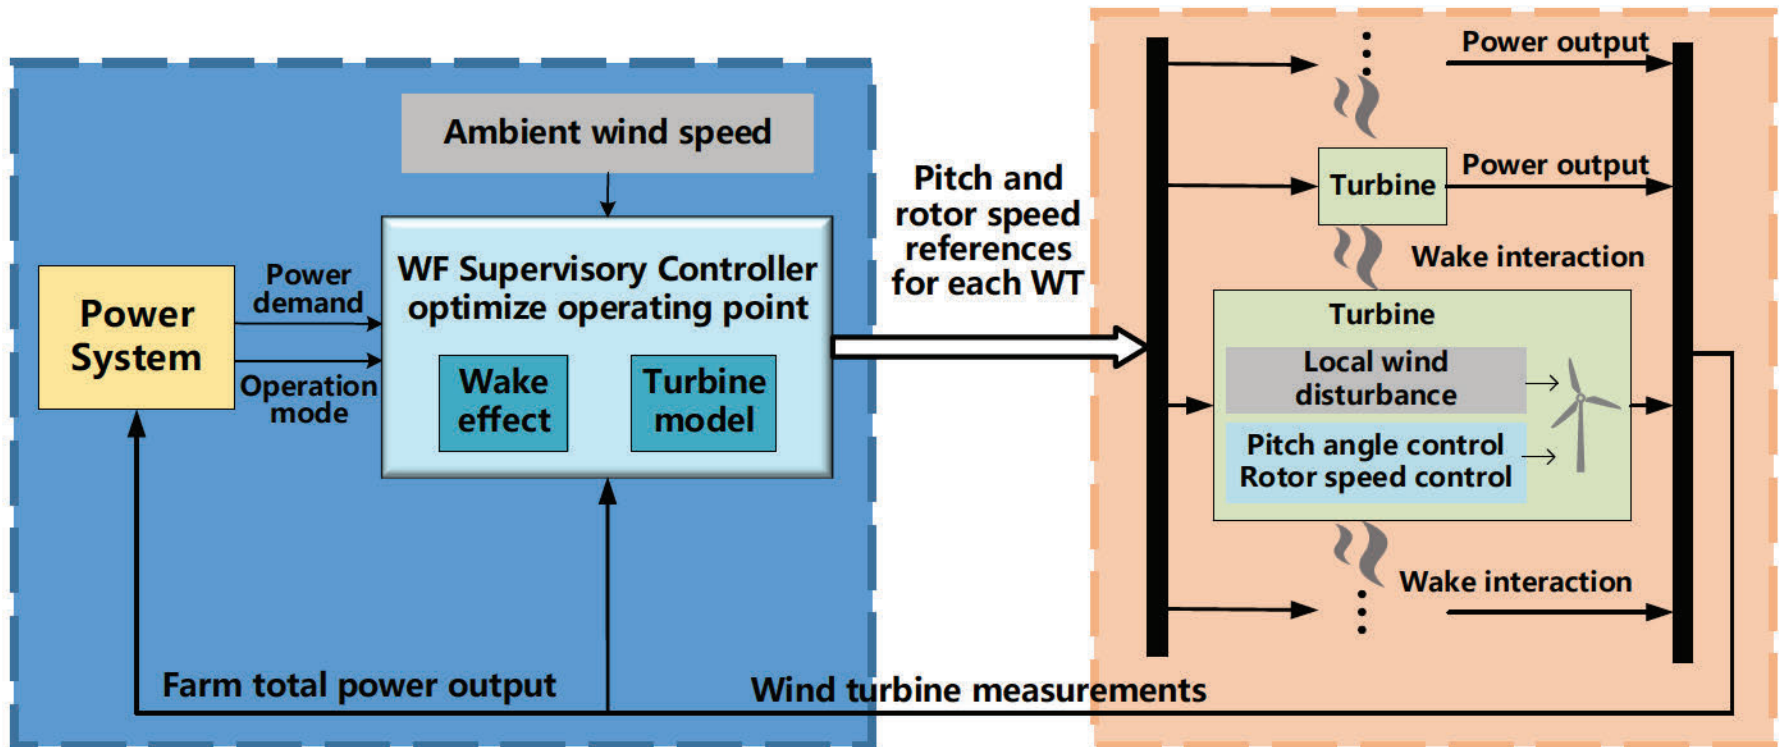 Ambient wind speed
Power
demand
WF Supervisory Controller
optimize operating point
Power
System
Operation
mode
Wake
effect
Turbine
model
Farm total power output
Pitch and
rotor speed
references
for each WT
Wind turbine measurements
Power output
Turbine
Power output
Wake interaction
Turbine
Local wind
disturbance
Pitch angle control
Rotor speed control
Wake interaction